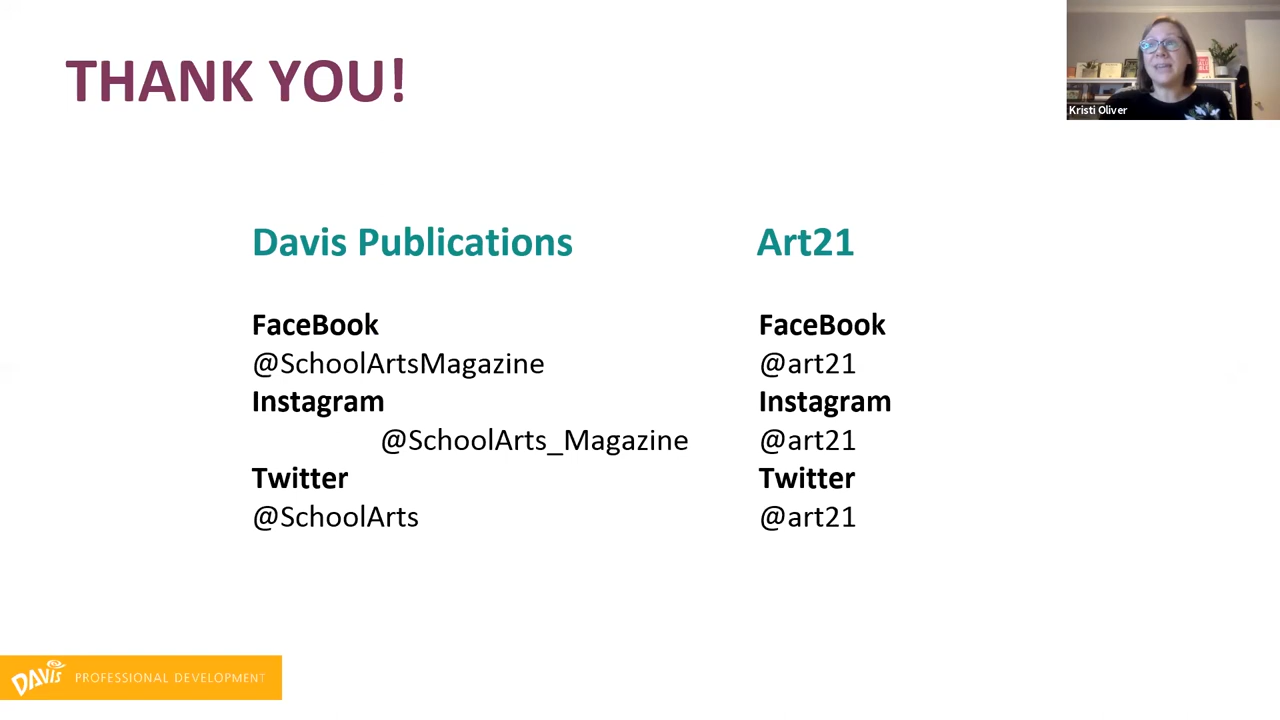 THANK YOU!
Kristi Oliver
Davis Publications
FaceBook
@SchoolArtsMagazine
Instagram
@SchoolArts_Magazine
Twitter
@SchoolArts
Art21
FaceBook
@art21
Instagram
@art21
Twitter
@art21
DAVIS PROFESSIONAL DEVELOPMENT